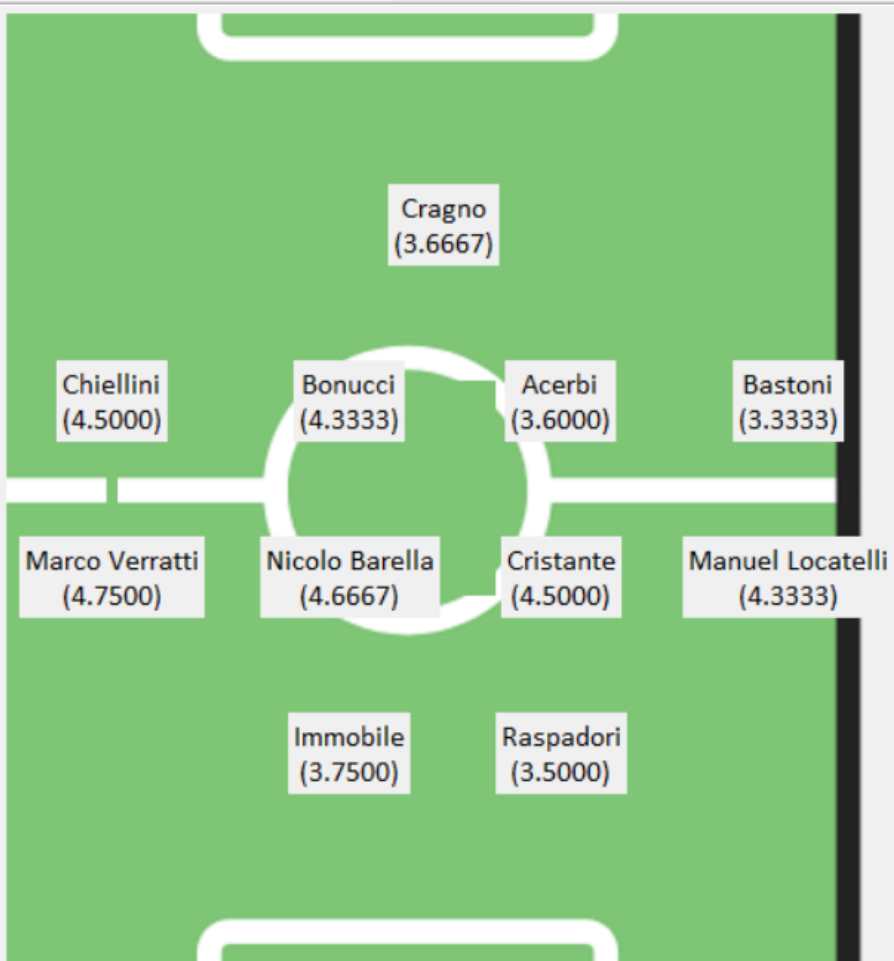 Cragno
(3.6667)
Chiellini
(4.5000)
Bonucci
(4.3333)
Acerbi
(3.6000)
Bastoni
(3.3333)
Marco Verratti
(4.7500)
Nicolo Barella
(4.6667)
Cristante
(4.5000)
Manuel Locatelli
(4.3333)
Immobile
(3.7500)
Raspadori
(3.5000)